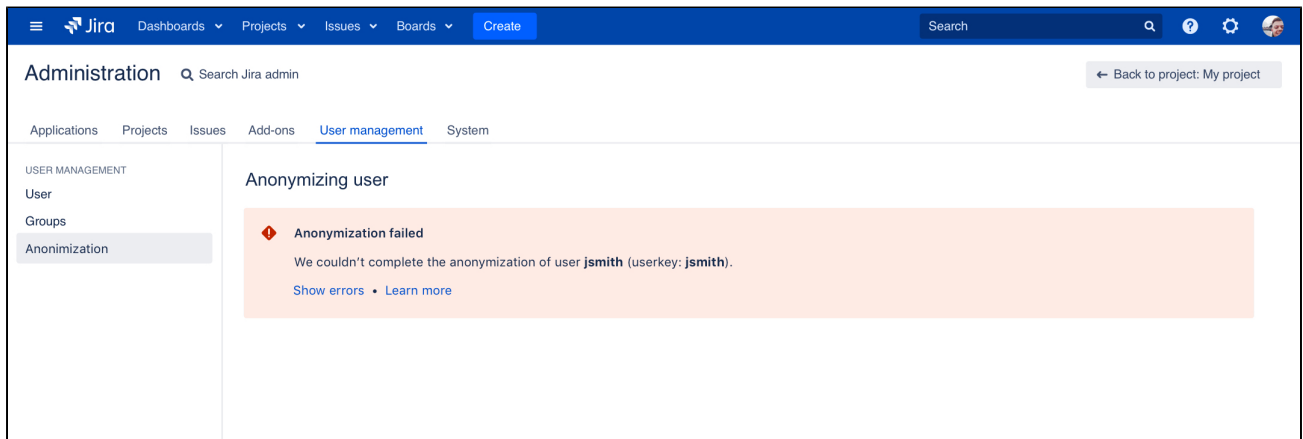 Jira Dashboards Projects Issues Boards Create Search
Administration Search Jira admin ← Back to project: My project
Applications Projects Issues Add-ons User management System
USER MANAGEMENT
User
Groups
Anonimization
Anonymizing user
Anonymization failed
We couldn’t complete the anonymization of user jsmith (userkey: jsmith).
Show errors • Learn more